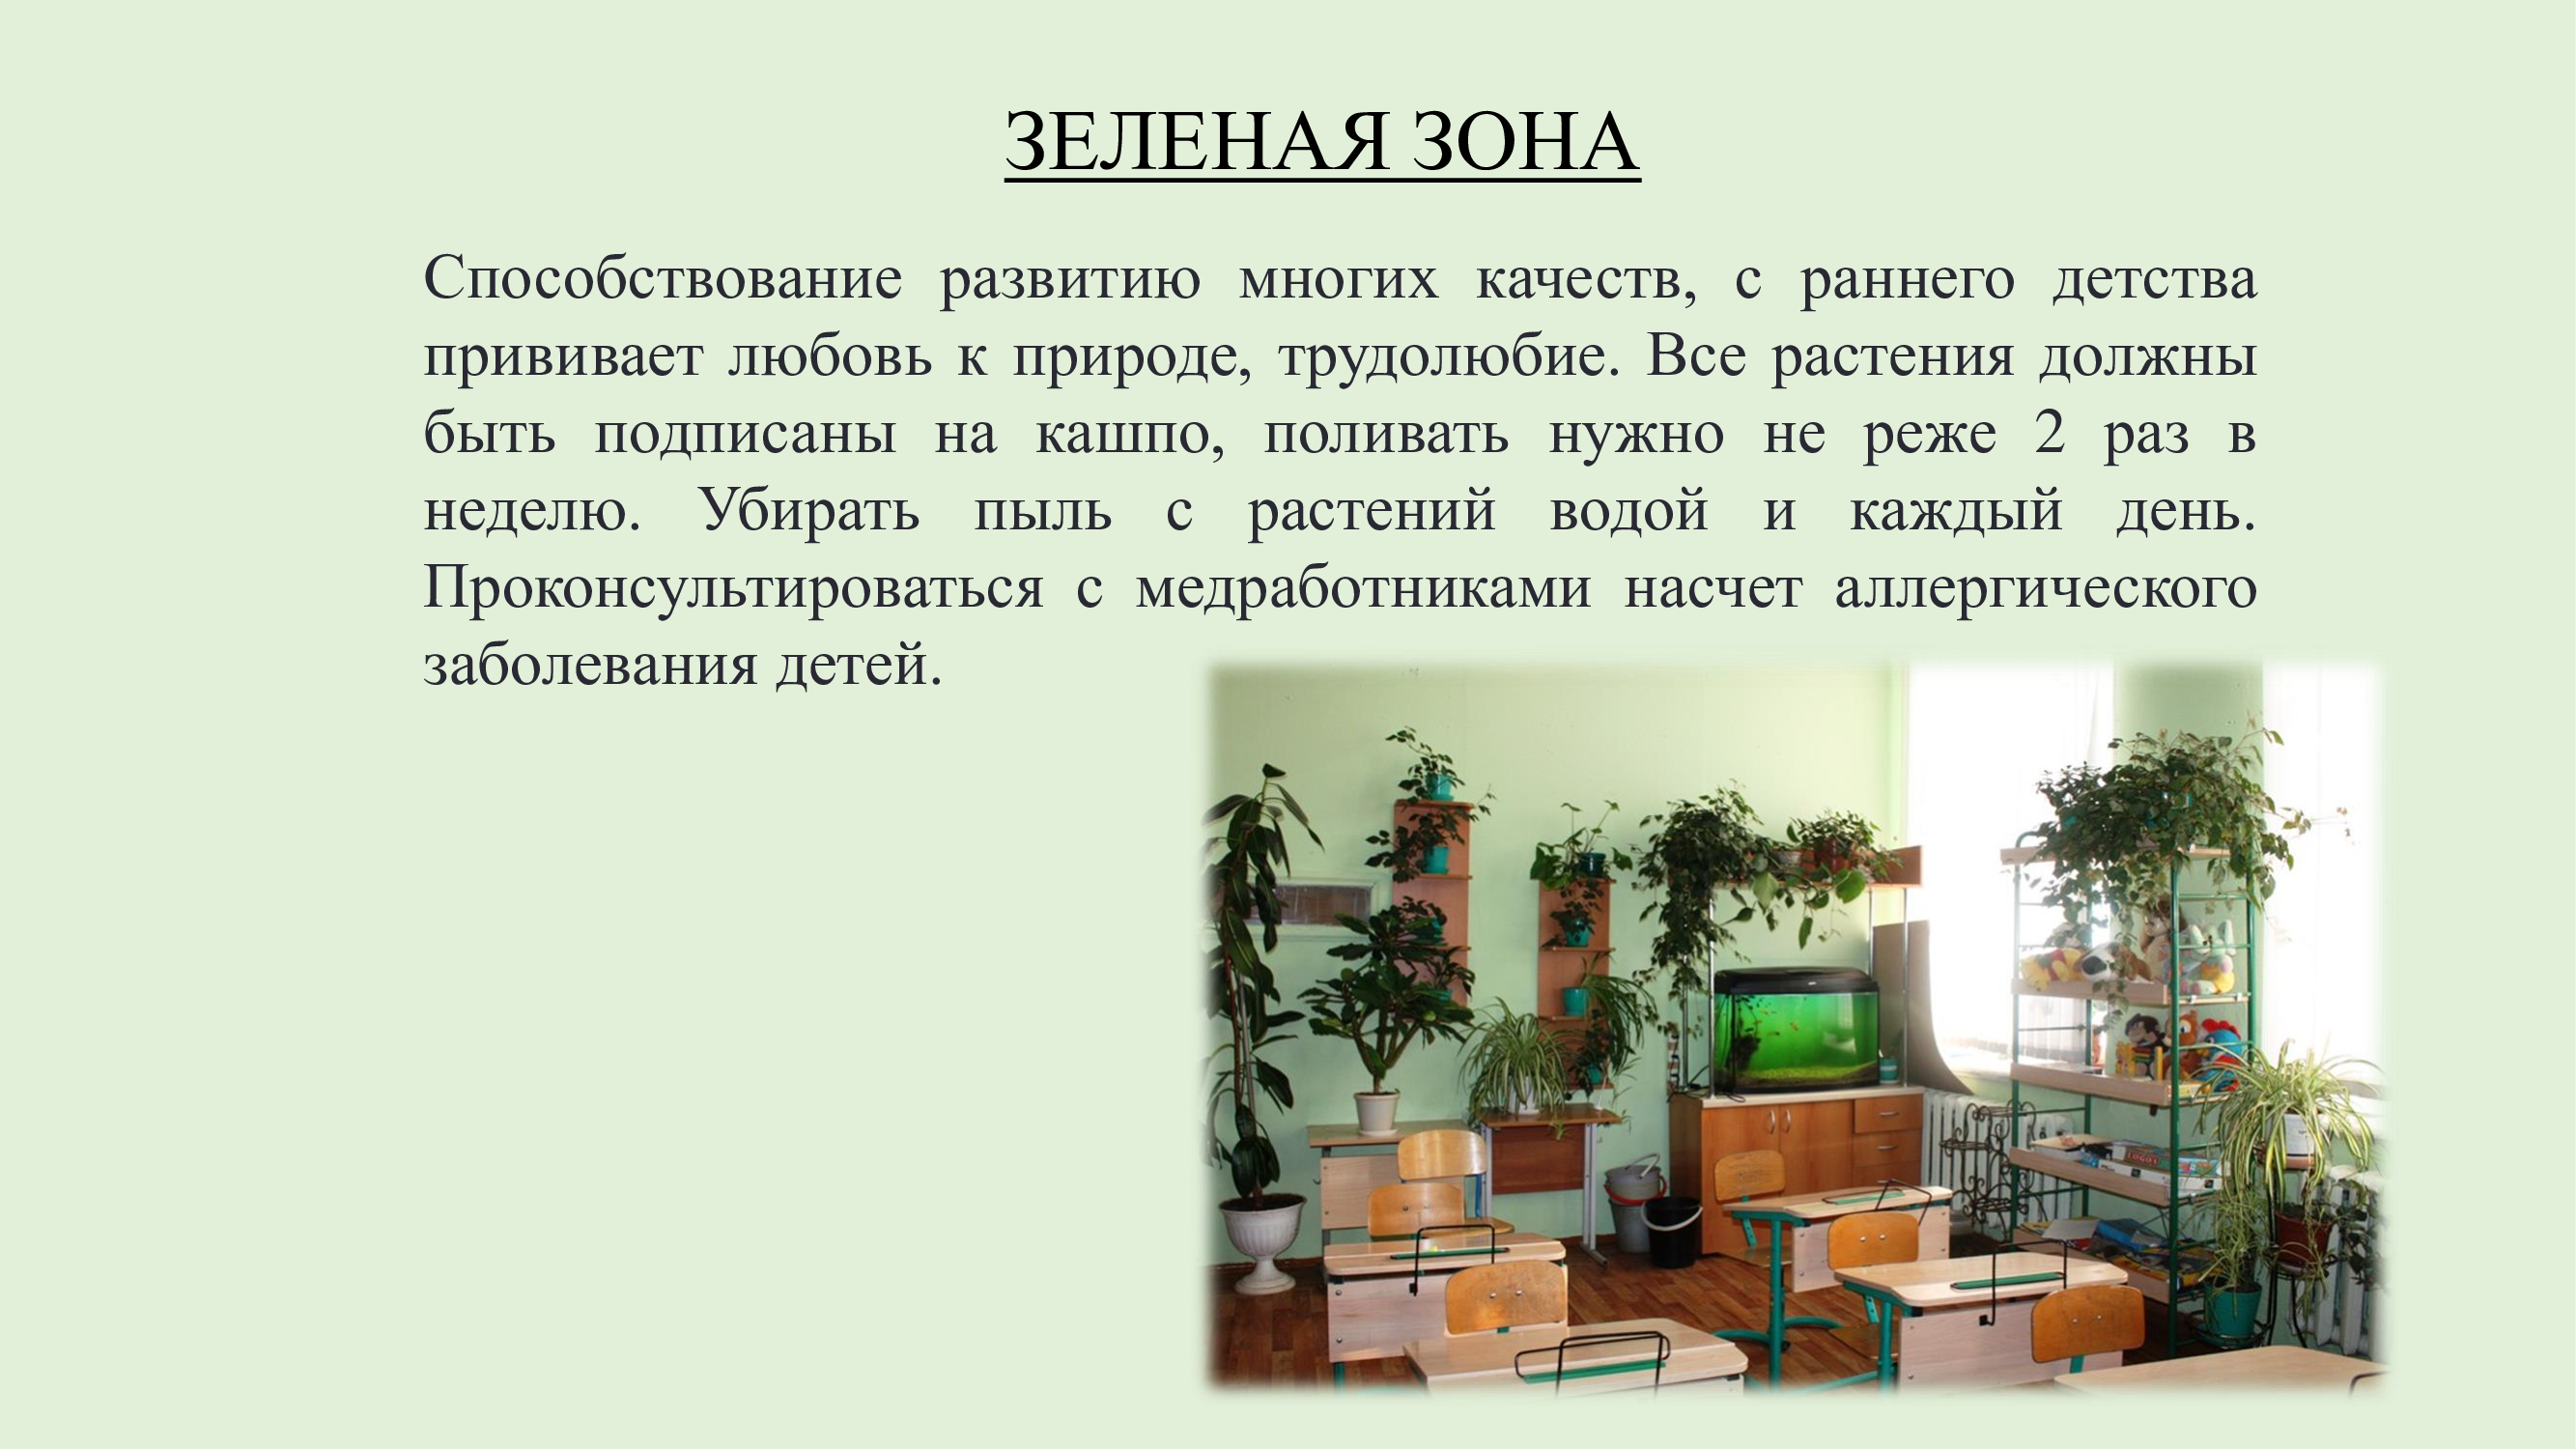 ЗЕЛЕНАЯ ЗОНА
Способствование развитию многих качеств, с раннего детства
прививает любовь к природе, трудолюбие. Все растения должны
быть подписаны на кашпо, поливать нужно не реже 2 раз в
неделю. Убирать пыль с растений водой и каждый день.
Проконсультироваться с медработниками насчет аллергического
заболевания детей.